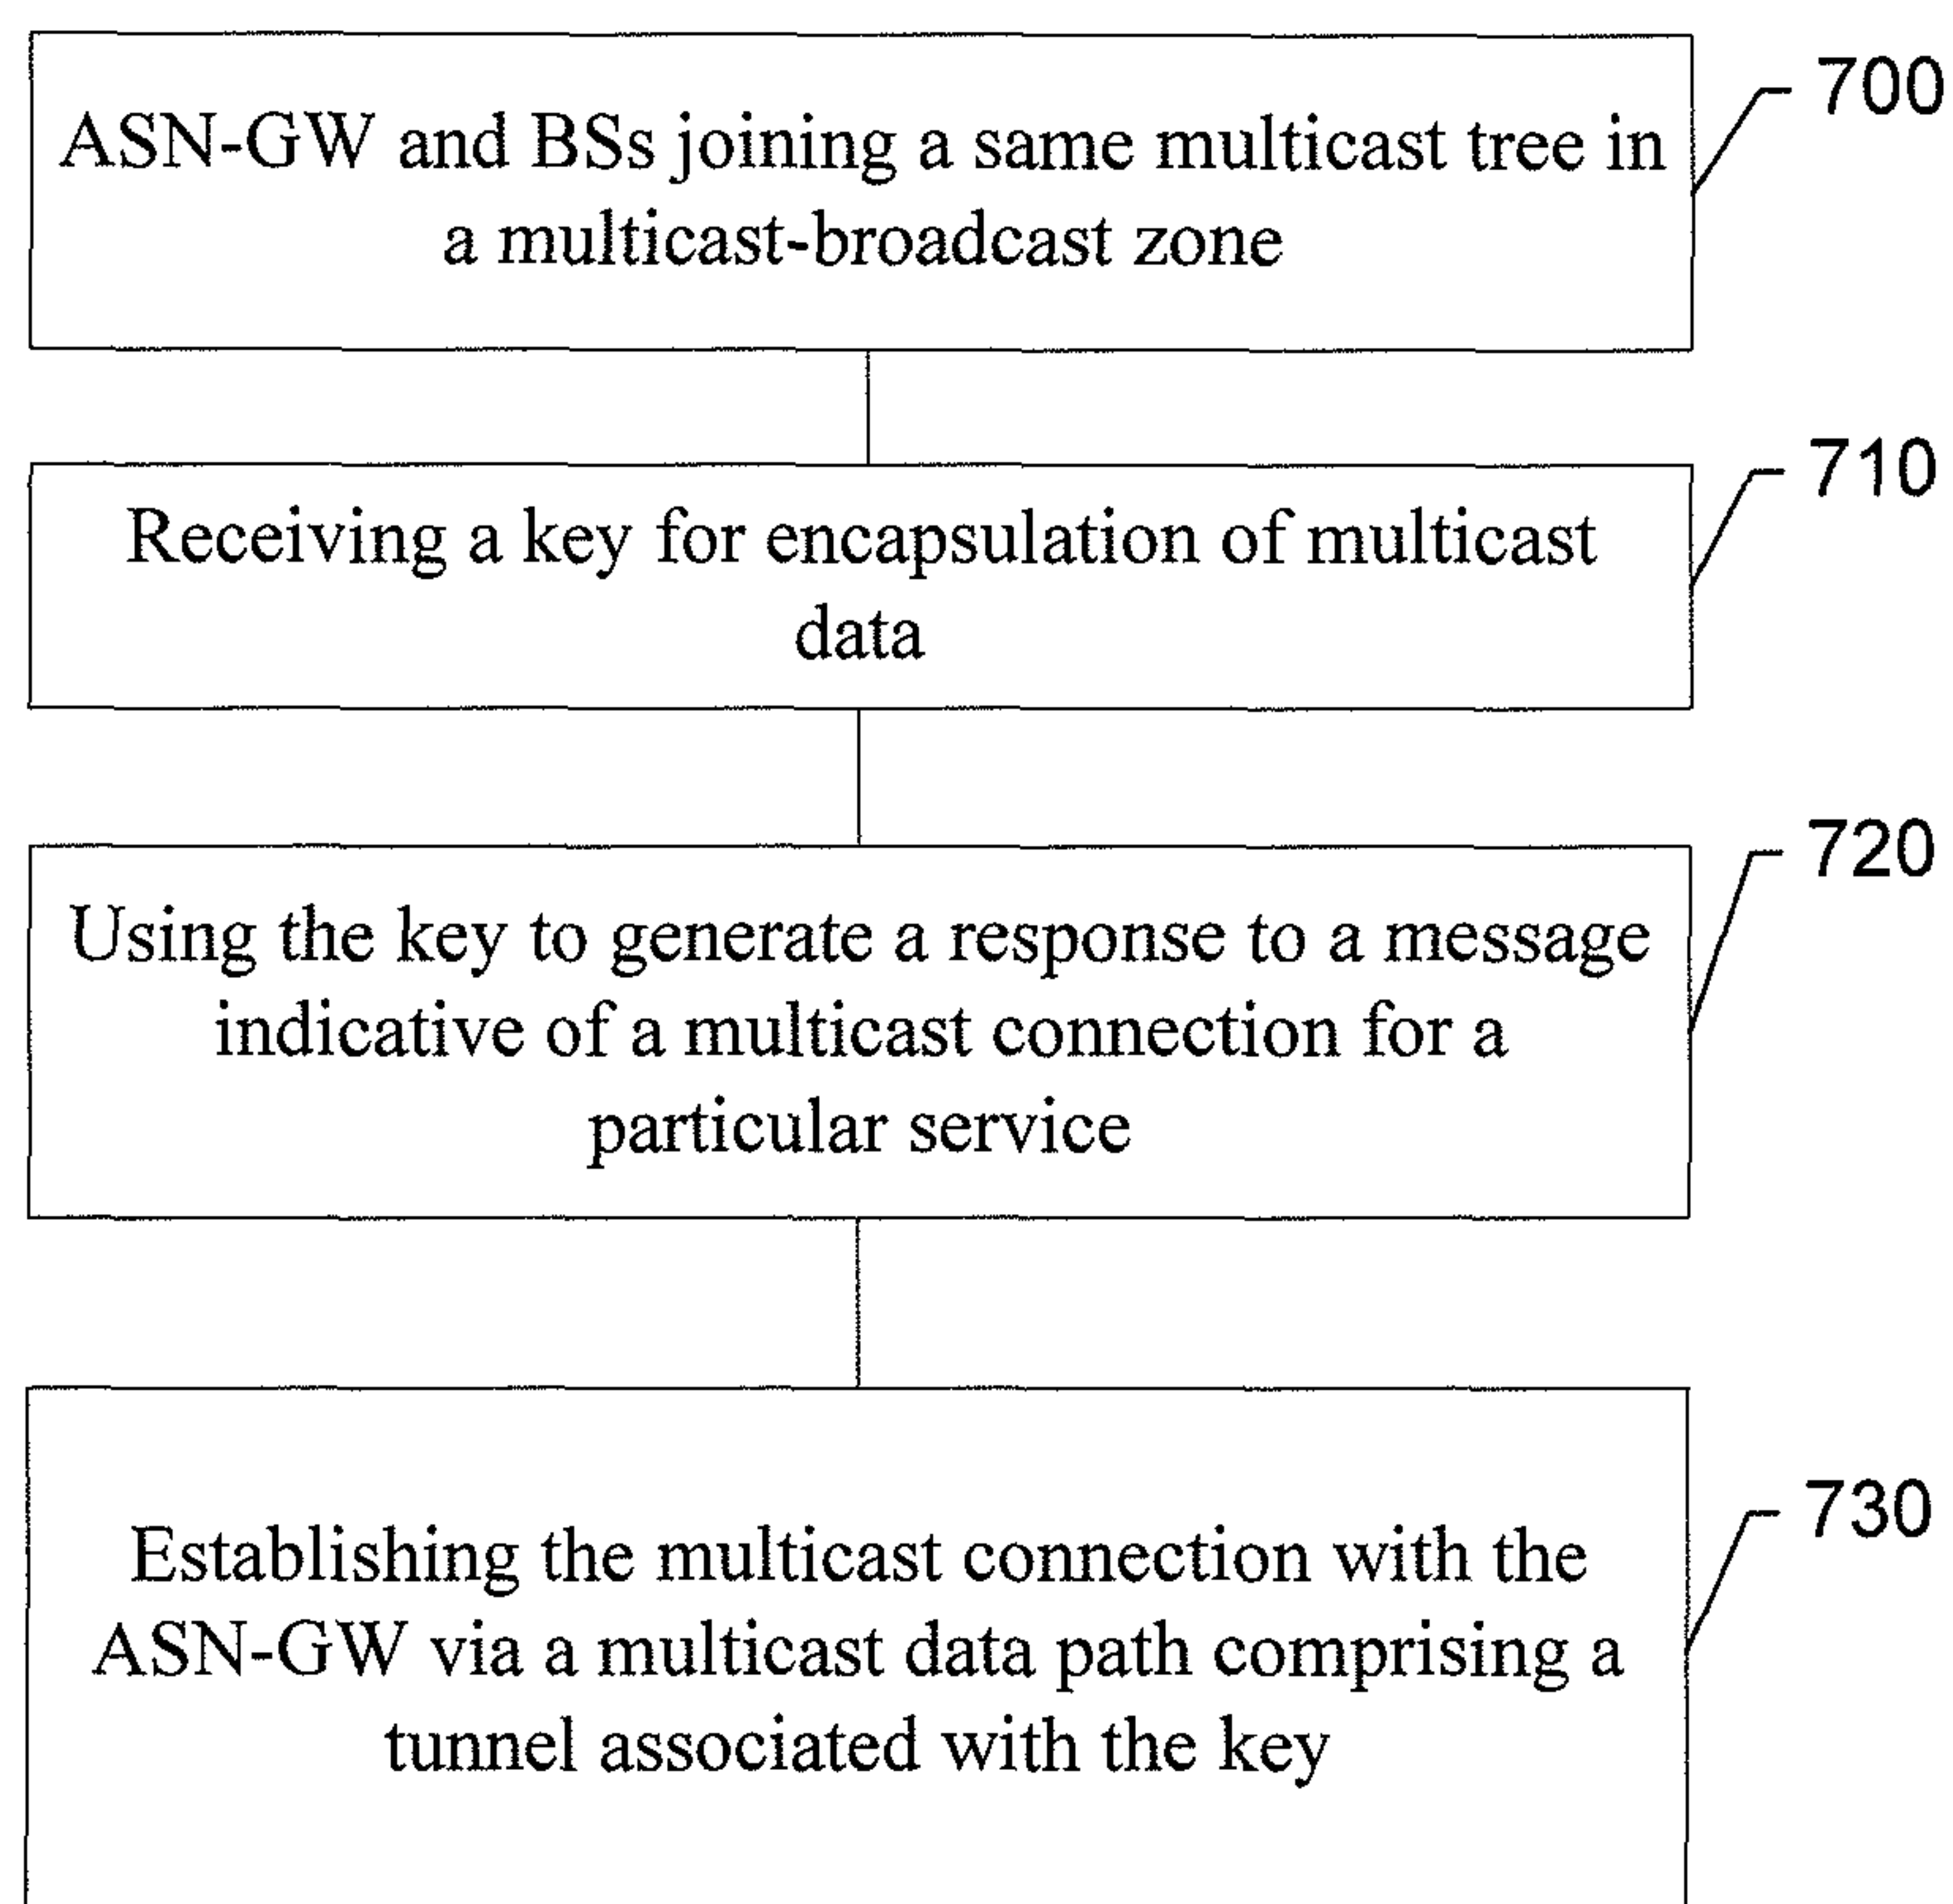 700
ASN-GW and BSs joining a same multicast tree in
a multicast-broadcast zone
710
Receiving a key for encapsulation of multicast
data
720
Using the key to generate a response to a message
indicative of a multicast connection for a
particular service
730
Establishing the multicast connection with the
ASN-GW via a multicast data path comprising a
tunnel associated with the key